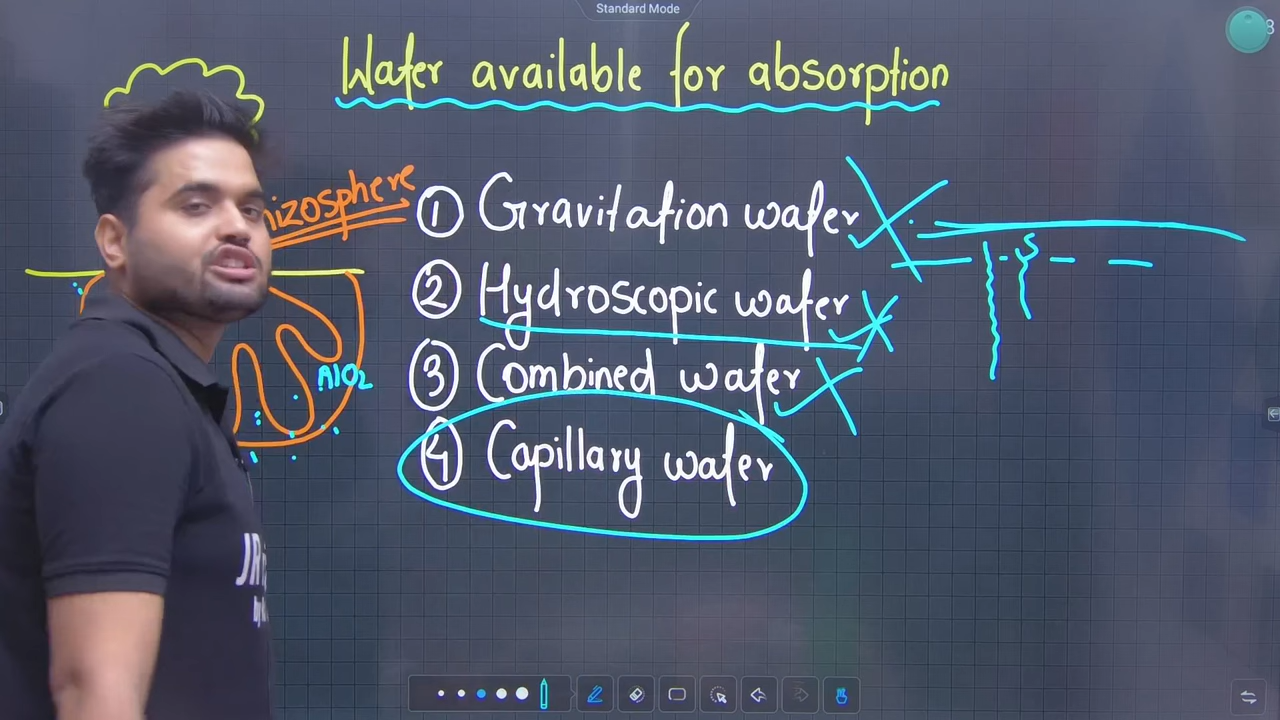 Standard Mode
Water available for absorption
① Gravitation water
② Hydroscopic water
③ Combined water
④ Capillary water
AlO2